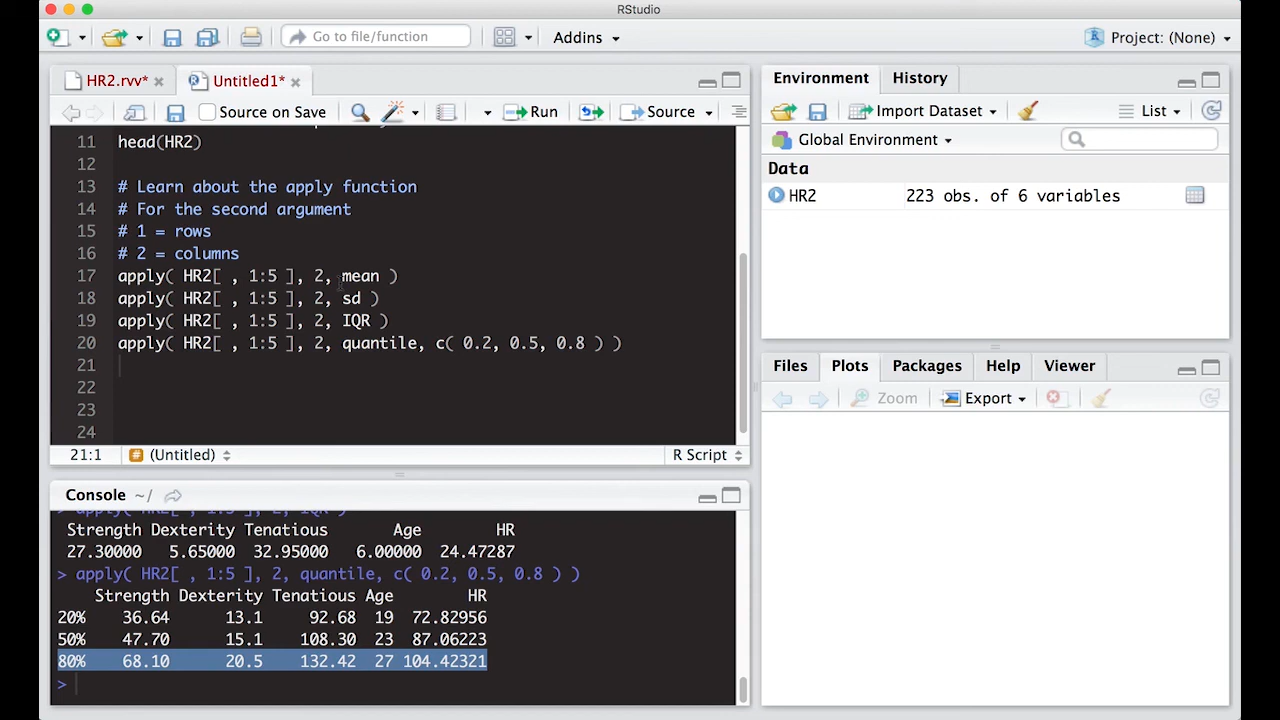 RStudio
Go to file/function
Addins
Project: (None)
HR2.rvv*
Untitled1*
Source on Save
Run
Source
11 head(HR2)
12
13 # Learn about the apply function
14 # For the second argument
15 # 1 = rows
16 # 2 = columns
17 apply( HR2[ , 1:5 ], 2, mean )
18 apply( HR2[ , 1:5 ], 2, sd )
19 apply( HR2[ , 1:5 ], 2, IQR )
20 apply( HR2[ , 1:5 ], 2, quantile, c( 0.2, 0.5, 0.8 ) )
21
22
23
24
21:1 (Untitled) R Script
Console ~/
> apply( HR2[ , 1:5 ], 2, IQR )
Strength Dexterity Tenatious Age HR
27.30000 5.65000 32.95000 6.00000 24.47287
> apply( HR2[ , 1:5 ], 2, quantile, c( 0.2, 0.5, 0.8 ) )
Strength Dexterity Tenatious Age HR
20% 36.64 13.1 92.68 19 72.82956
50% 47.70 15.1 108.30 23 87.06223
80% 68.10 20.5 132.42 27 104.42321
>
Environment History
Import Dataset
List
Global Environment
Data
HR2 223 obs. of 6 variables
Files Plots Packages Help Viewer
Zoom
Export